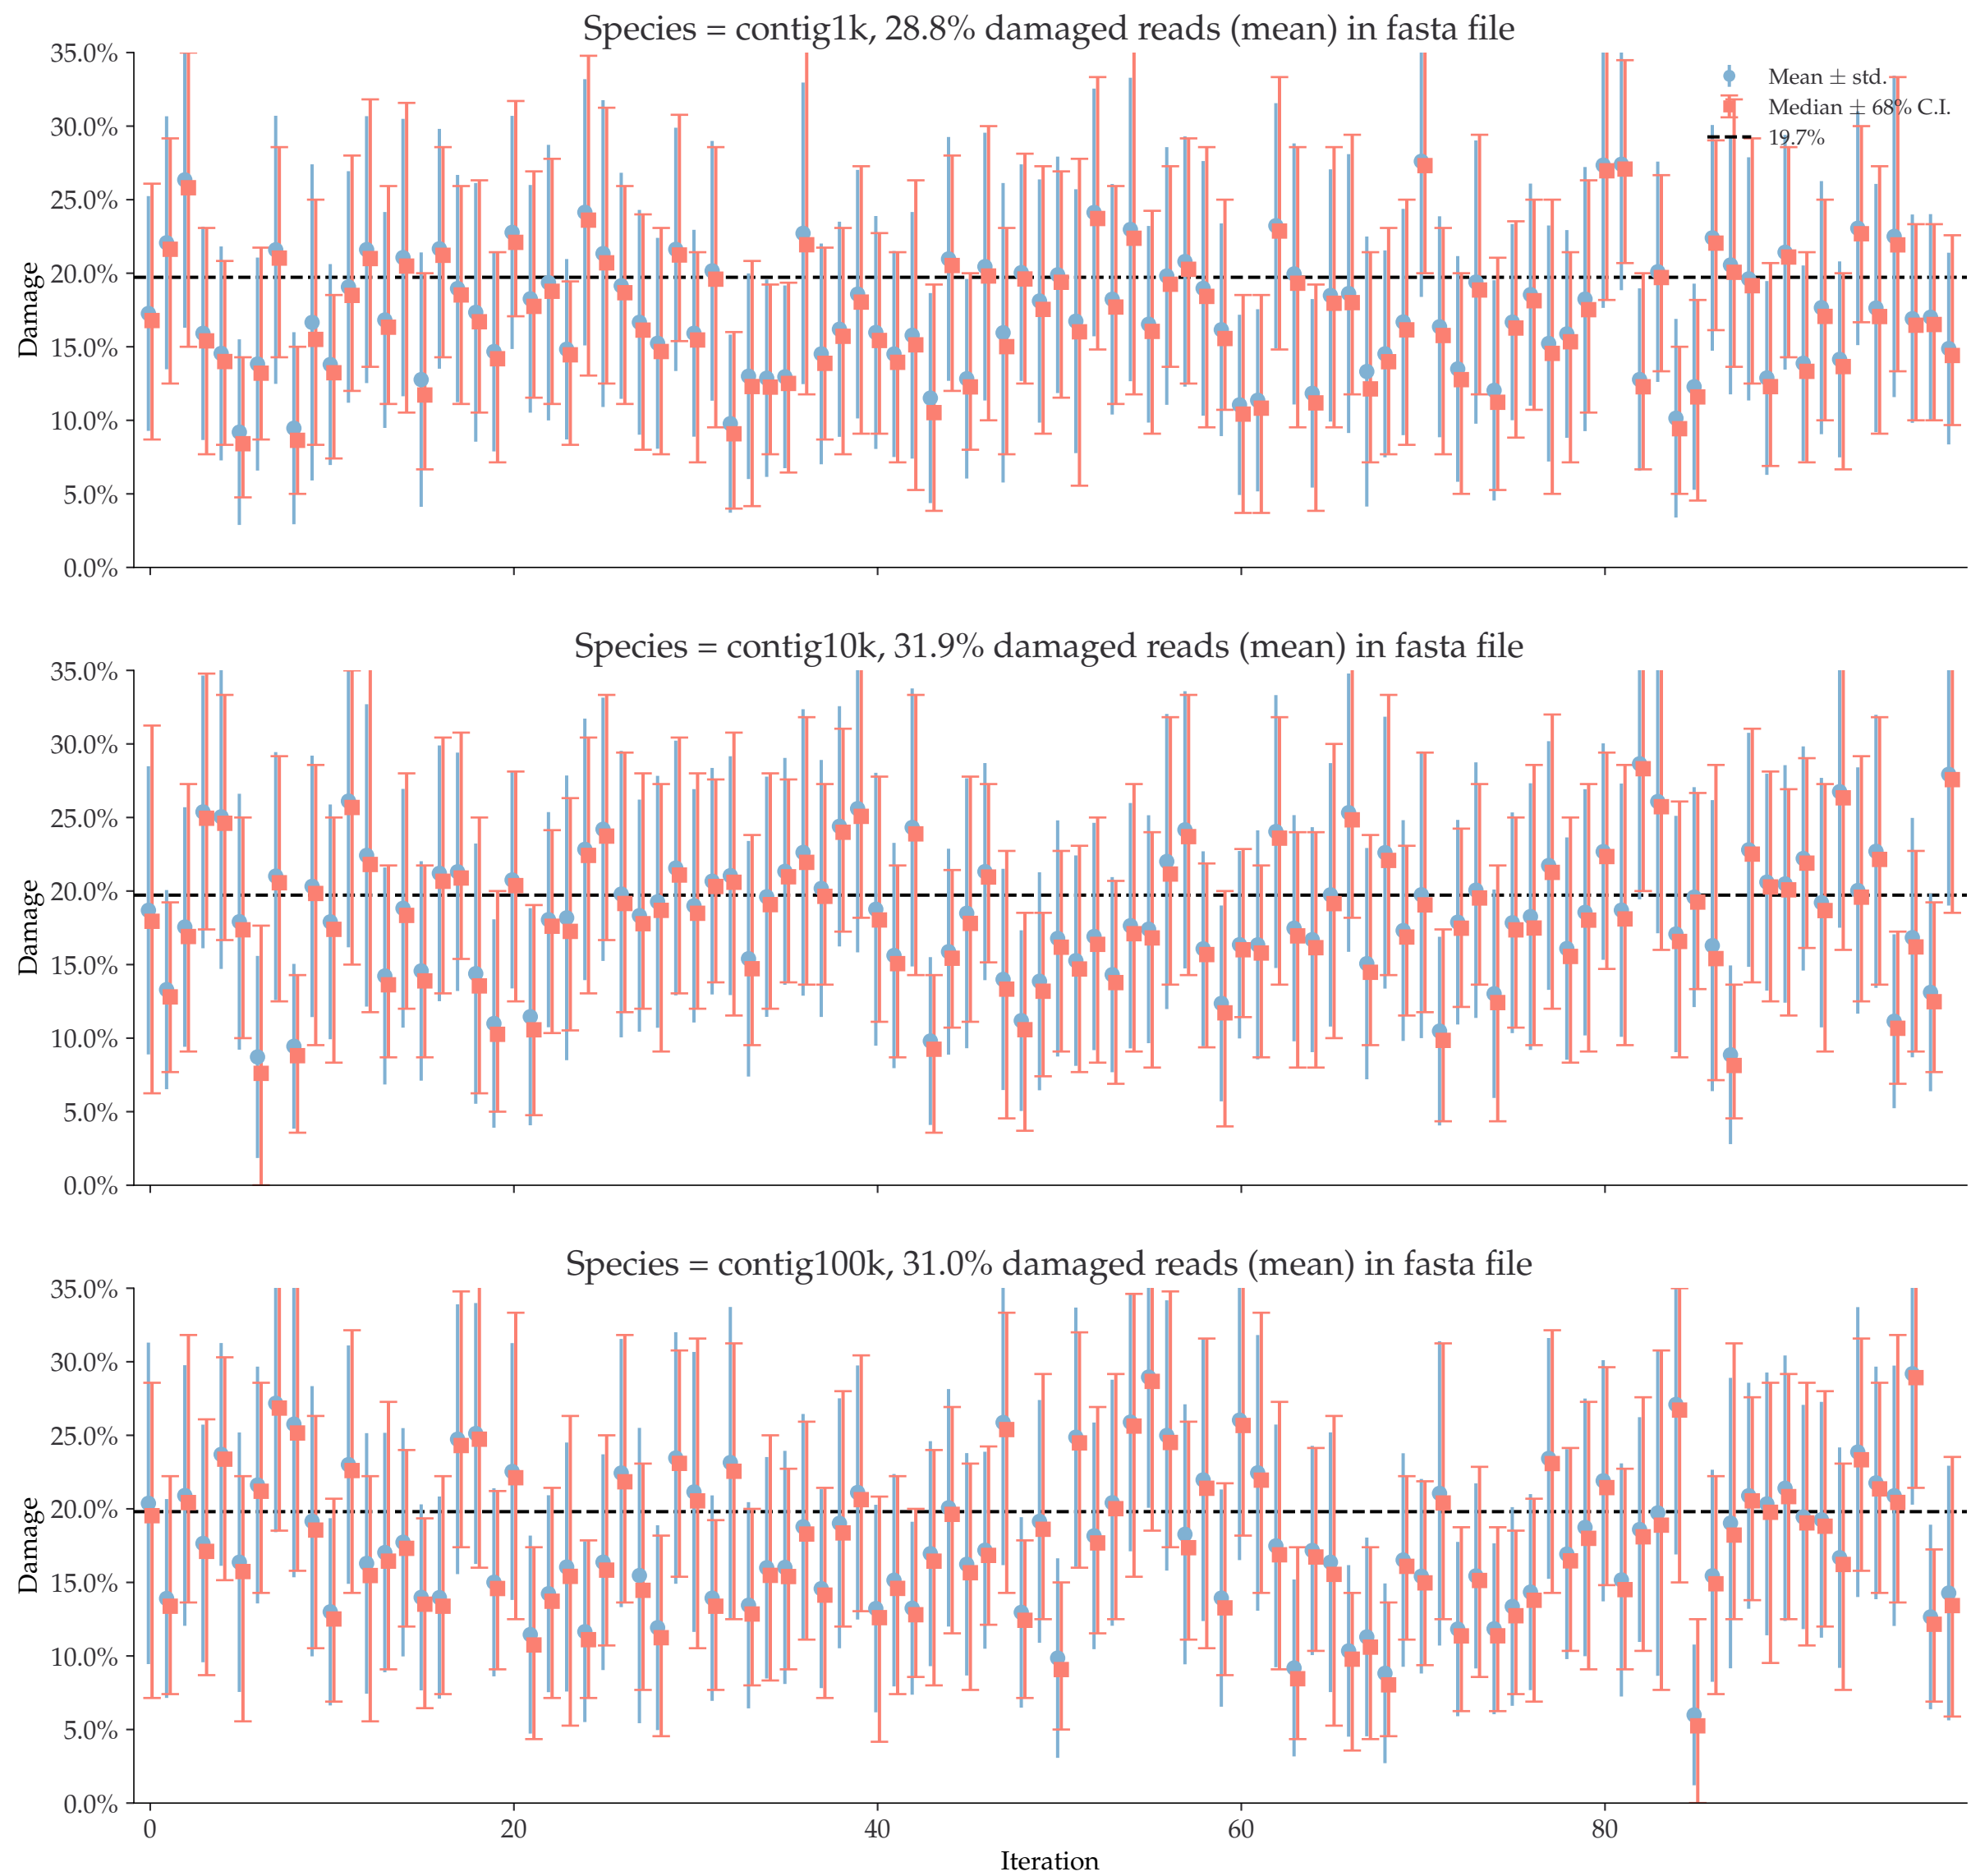 Species = contig1k, 28.8% damaged reads (mean) in fasta file
35.0%
30.0%
25.0%
20.0%
15.0%
10.0%
5.0%
0.0%
Damage
Mean ± std.
Median ± 68% C.I.
19.7%
Species = contig10k, 31.9% damaged reads (mean) in fasta file
35.0%
30.0%
25.0%
20.0%
15.0%
10.0%
5.0%
0.0%
Damage
Species = contig100k, 31.0% damaged reads (mean) in fasta file
35.0%
30.0%
25.0%
20.0%
15.0%
10.0%
5.0%
0.0%
Damage
0 20 40 60 80
Iteration